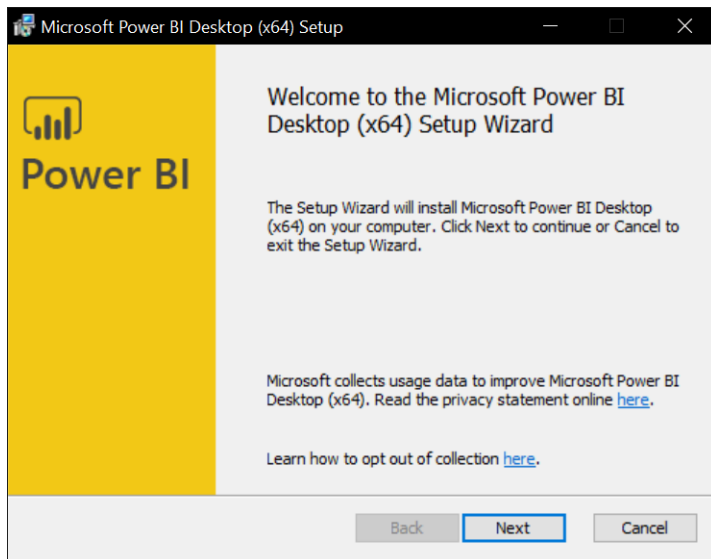 Microsoft Power BI Desktop (x64) Setup
Power BI
Welcome to the Microsoft Power BI
Desktop (x64) Setup Wizard
The Setup Wizard will install Microsoft Power BI Desktop
(x64) on your computer. Click Next to continue or Cancel to
exit the Setup Wizard.
Microsoft collects usage data to improve Microsoft Power BI
Desktop (x64). Read the privacy statement online here.
Learn how to opt out of collection here.
Back Next Cancel